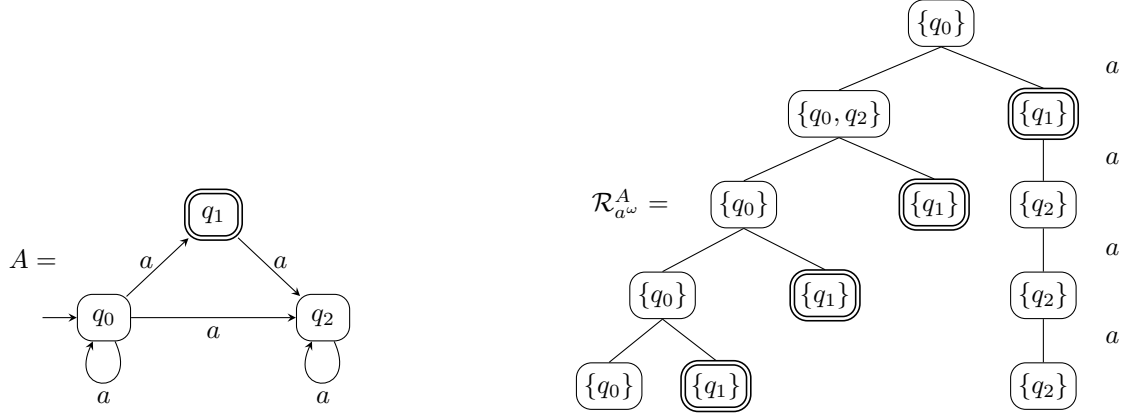 {q₀}
a
{q₀, q₂} {q₁}
a
R^A_{a^ω} = {q₀} {q₁} {q₂}
q₁
a
A = a a {q₀} {q₁} {q₂}
q₀ a q₂
a
a a {q₀} {q₁} {q₂}